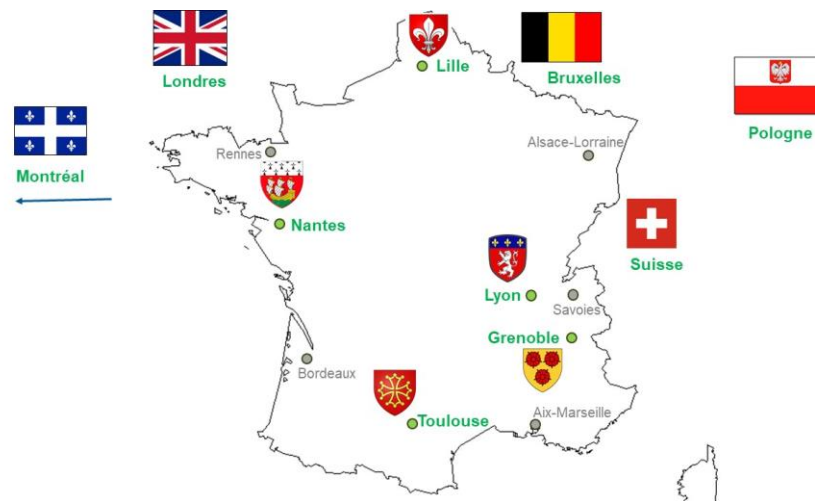 Lille
Londres
Bruxelles
Pologne
Rennes
Alsace-Lorraine
Montréal
Nantes
Suisse
Lyon
Savoies
Grenoble
Bordeaux
Aix-Marseille
Toulouse